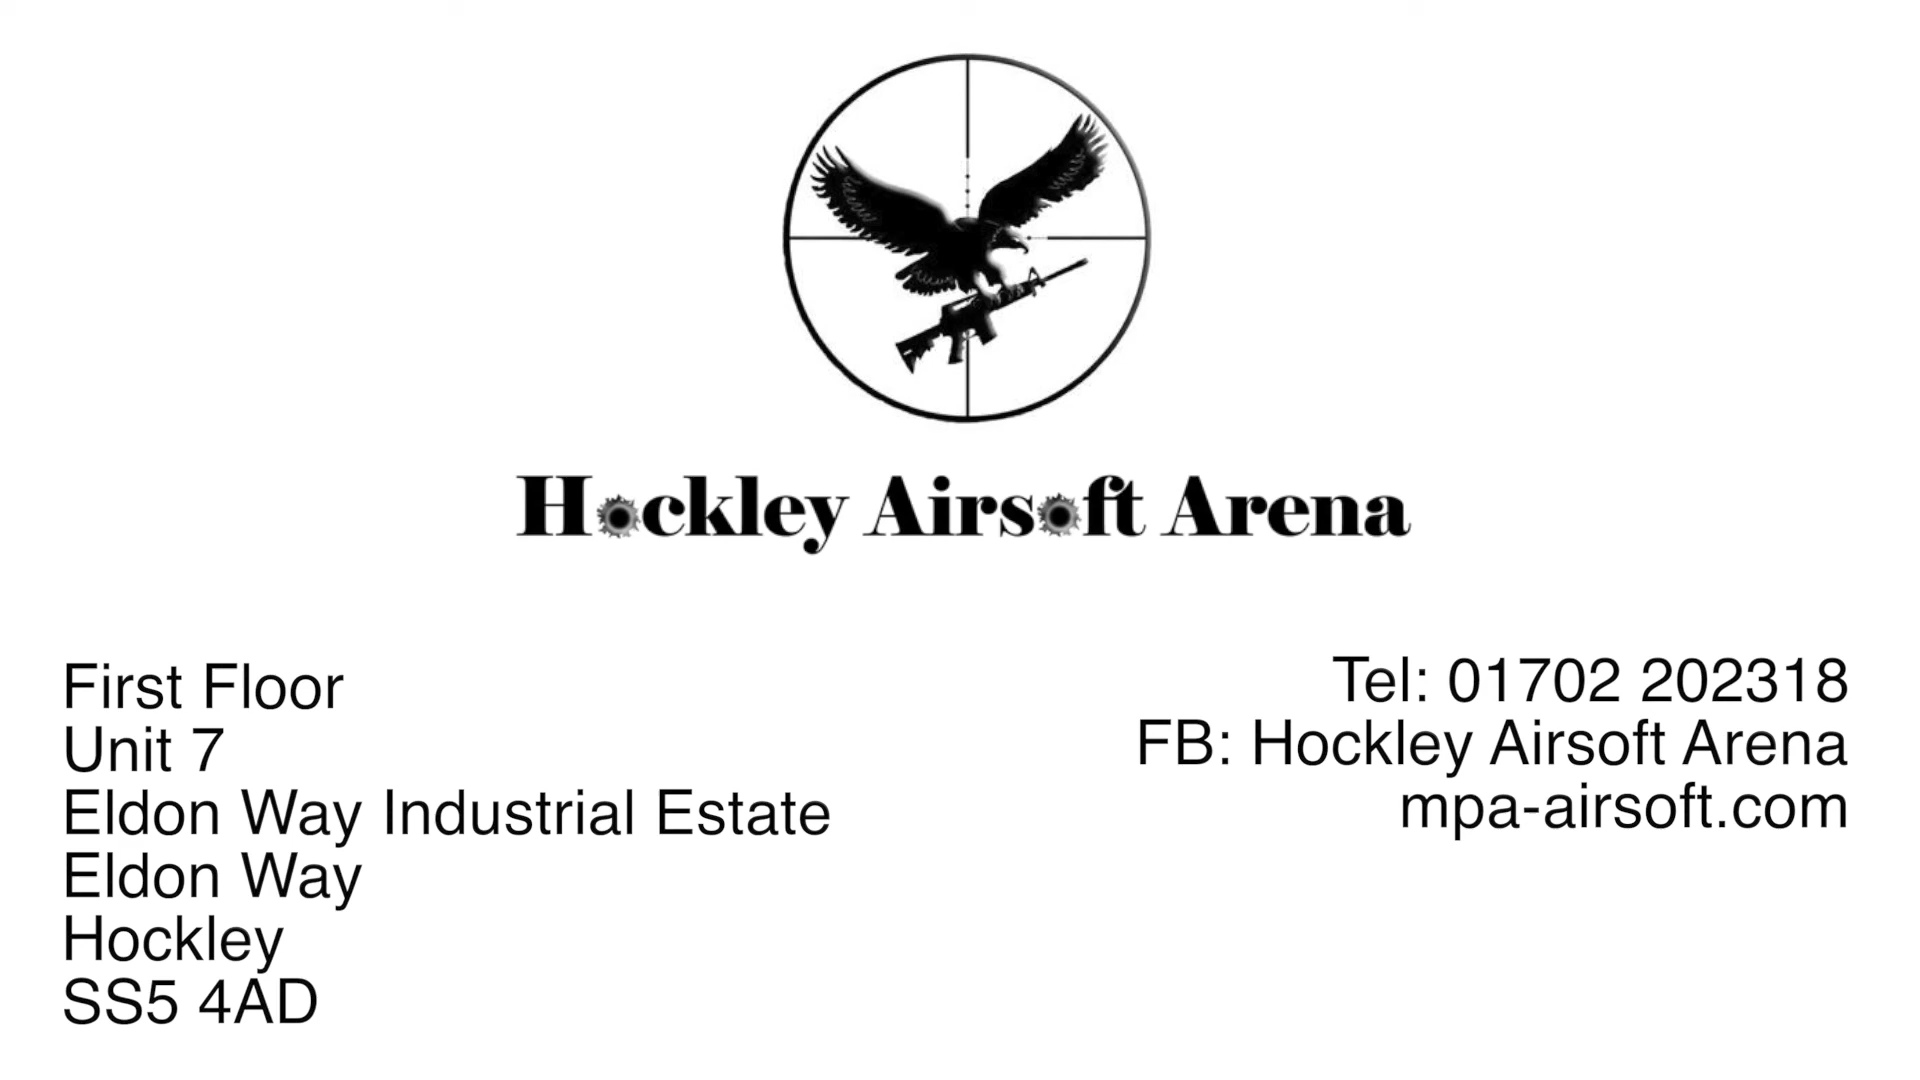 Hockley Airsoft Arena
First Floor
Unit 7
Eldon Way Industrial Estate
Eldon Way
Hockley
SS5 4AD
Tel: 01702 202318
FB: Hockley Airsoft Arena
mpa-airsoft.com